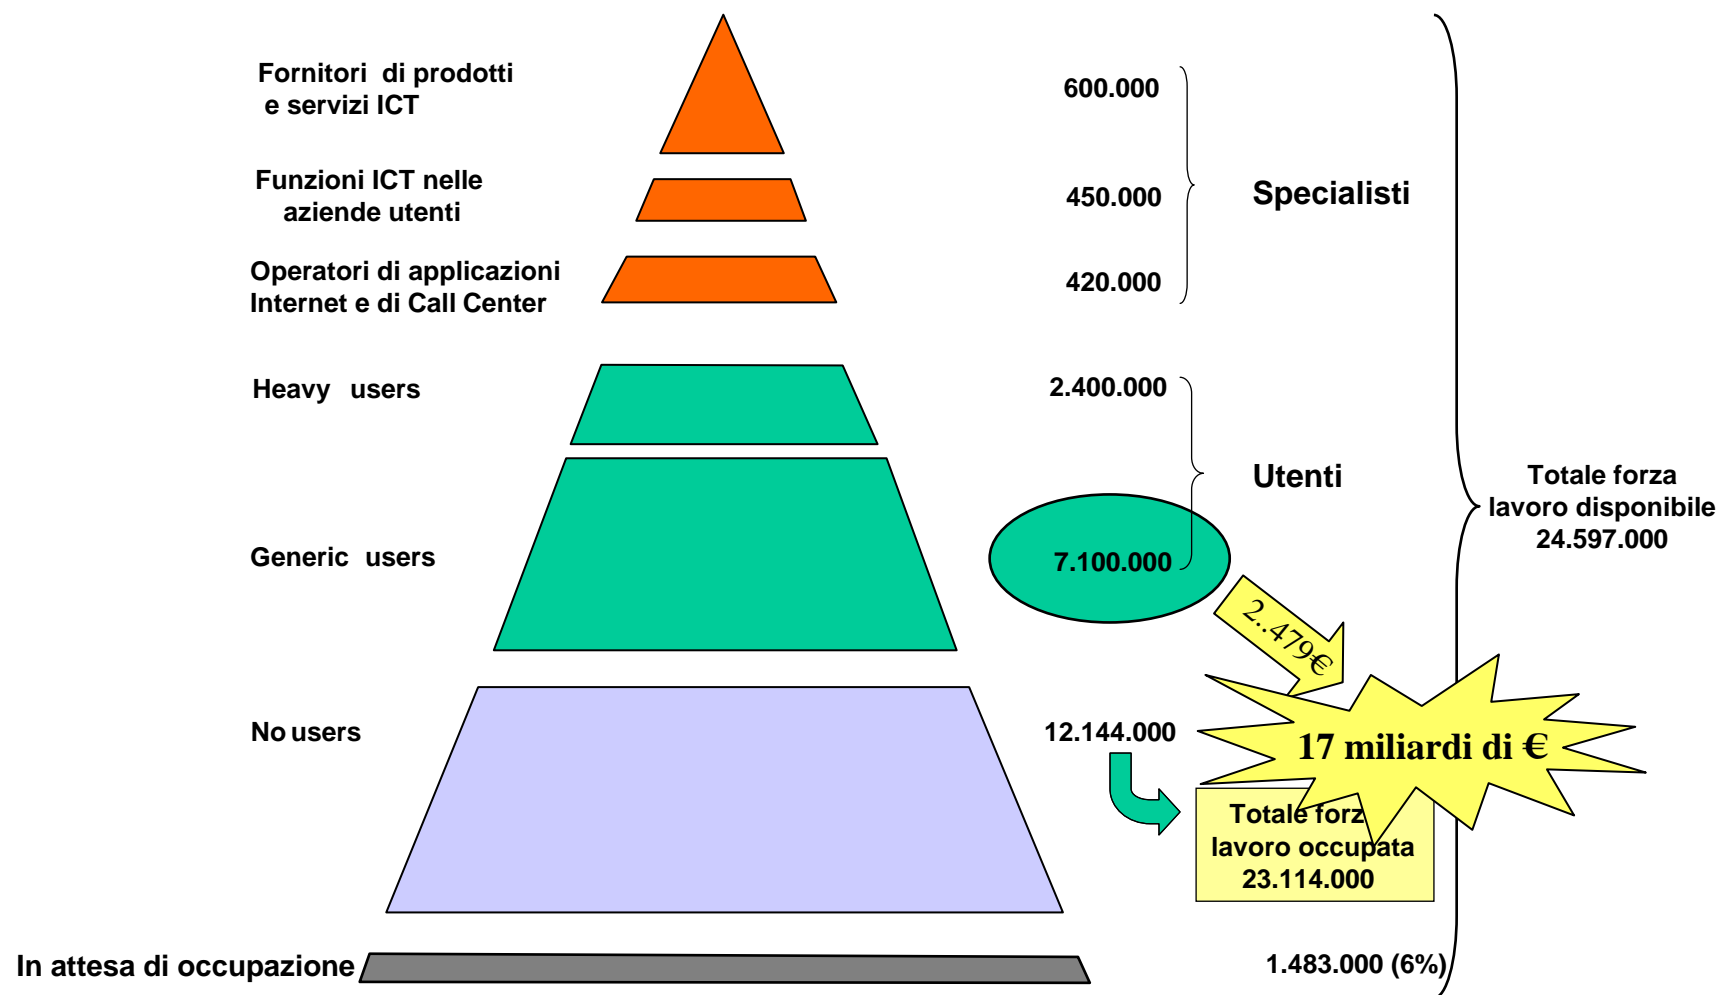 Fornitori di prodotti
e servizi ICT
600.000
Funzioni ICT nelle
aziende utenti
450.000
Specialisti
Operatori di applicazioni
Internet e di Call Center
420.000
Heavy users
2.400.000
Utenti
Totale forza
lavoro disponibile
24.597.000
Generic users
7.100.000
2..479€
No users
12.144.000
17 miliardi di €
Totale forz
lavoro occupata
23.114.000
In attesa di occupazione
1.483.000 (6%)